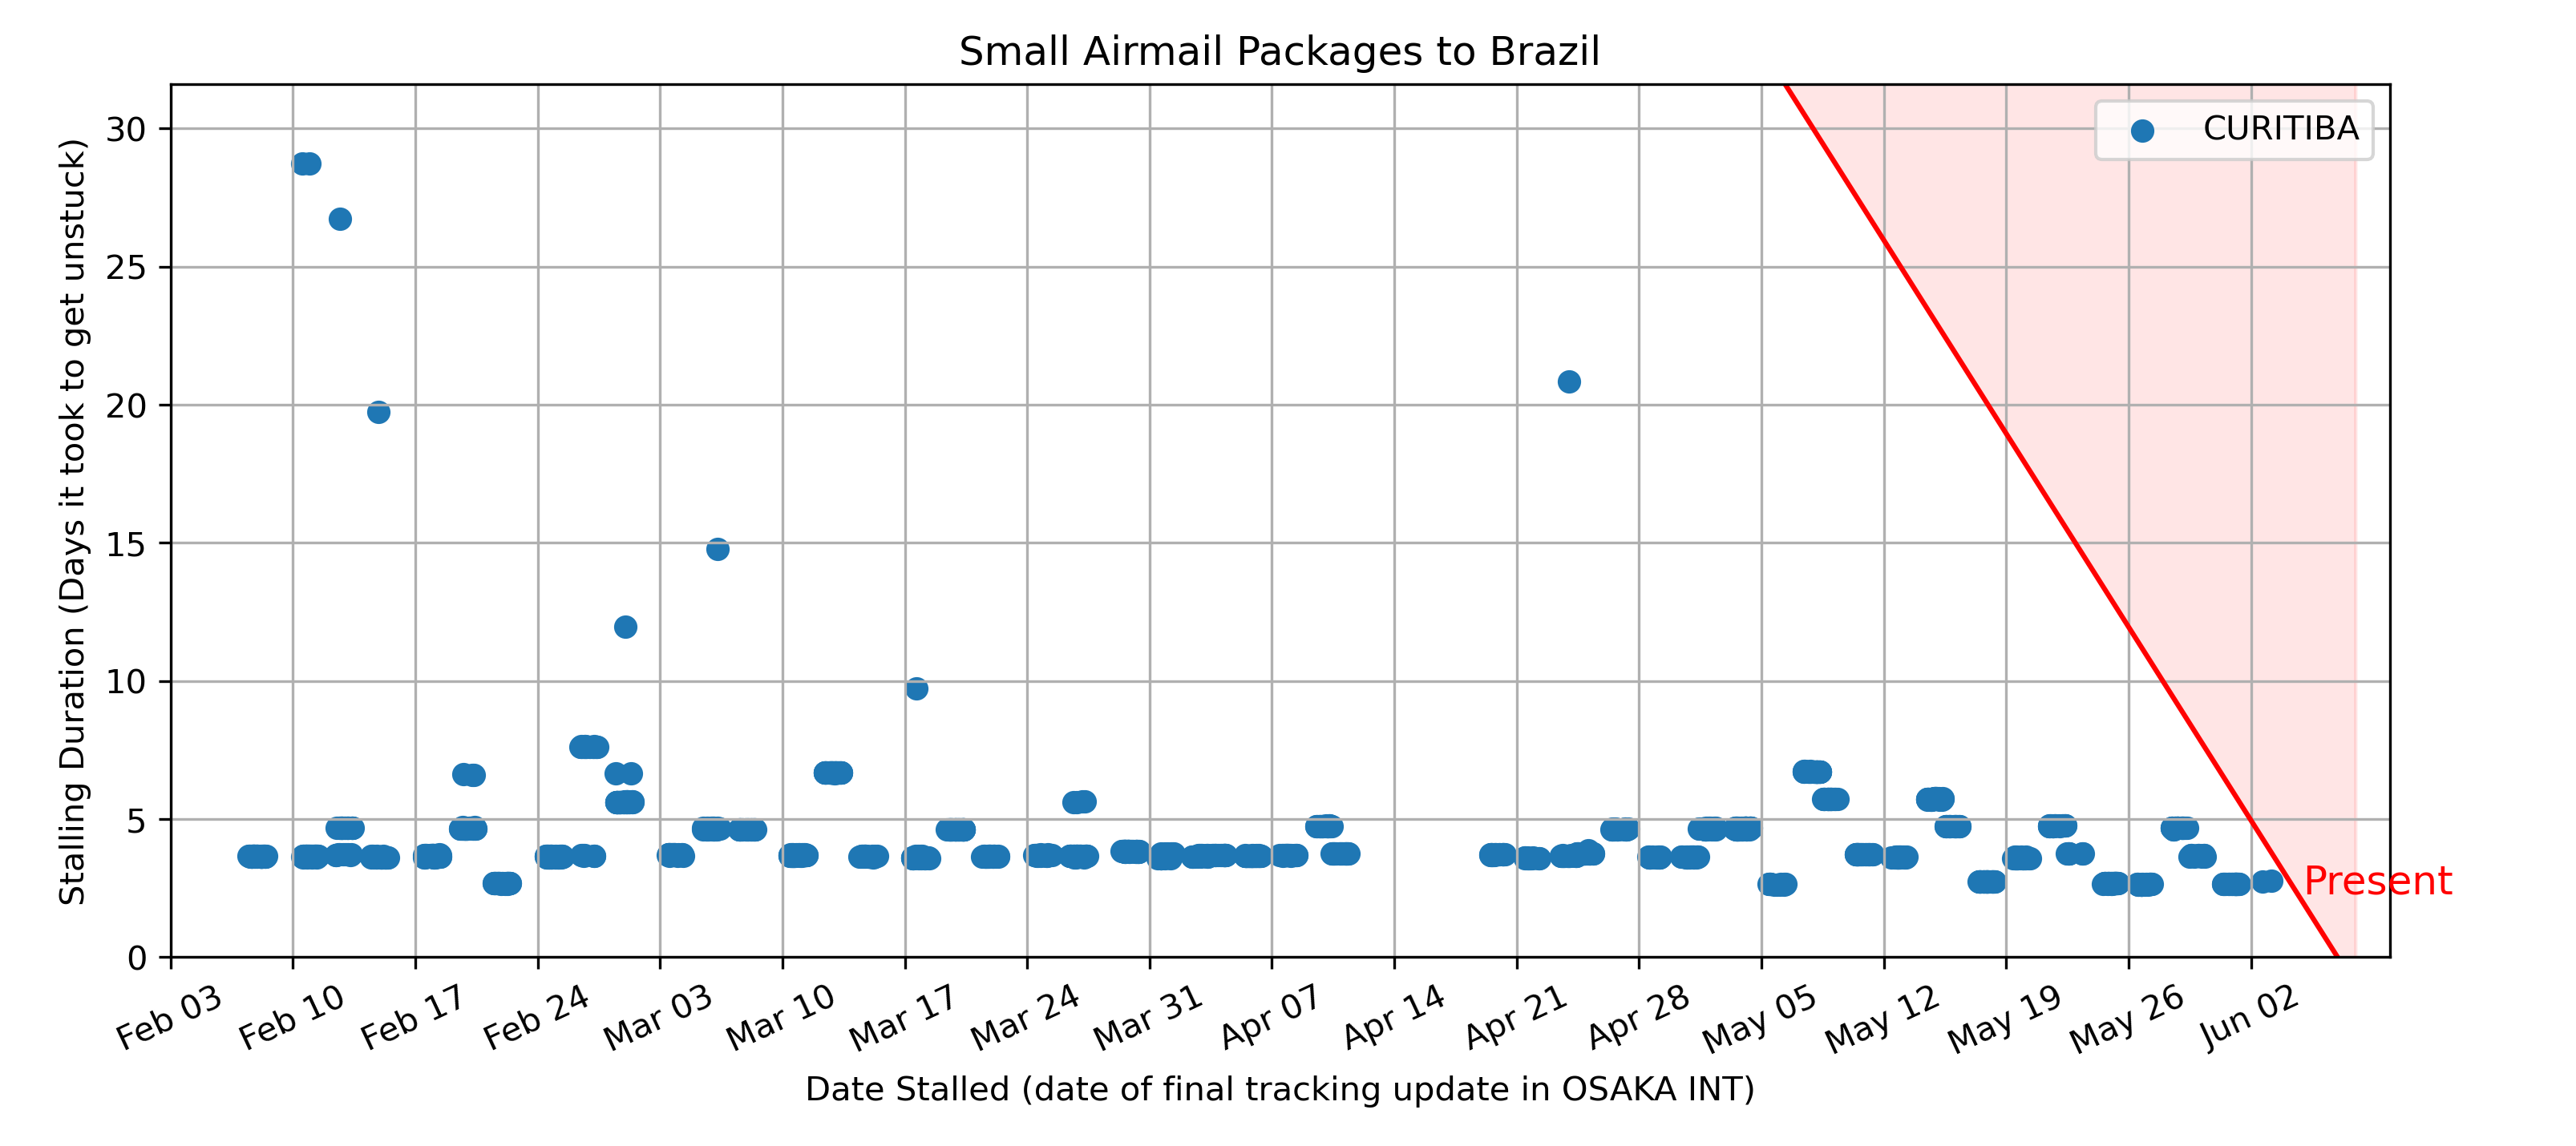 Small Airmail Packages to Brazil
CURITIBA
Present
Stalling Duration (Days it took to get unstuck)
30
25
20
15
10
5
0
Feb 03
Feb 10
Feb 17
Feb 24
Mar 03
Mar 10
Mar 17
Mar 24
Mar 31
Apr 07
Apr 14
Apr 21
Apr 28
May 05
May 12
May 19
May 26
Jun 02
Date Stalled (date of final tracking update in OSAKA INT)